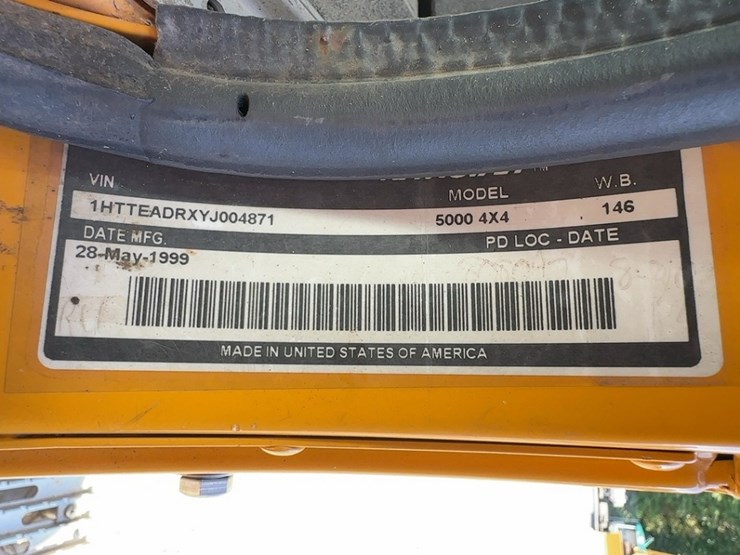 VIN MODEL W.B.
1HTTEADRXYJ004871 5000 4X4 146
DATE MFG. PD LOC - DATE
28-May-1999
MADE IN UNITED STATES OF AMERICA